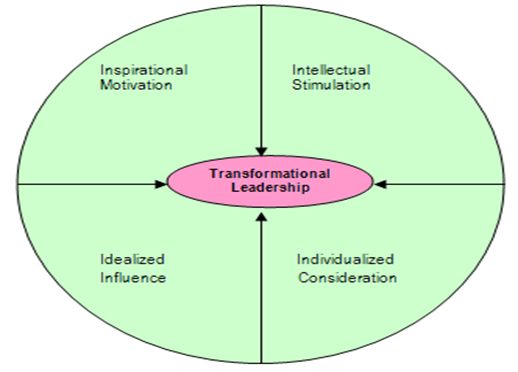 Inspirational
Motivation
Intellectual
Stimulation
Transformational
Leadership
Idealized
Influence
Individualized
Consideration